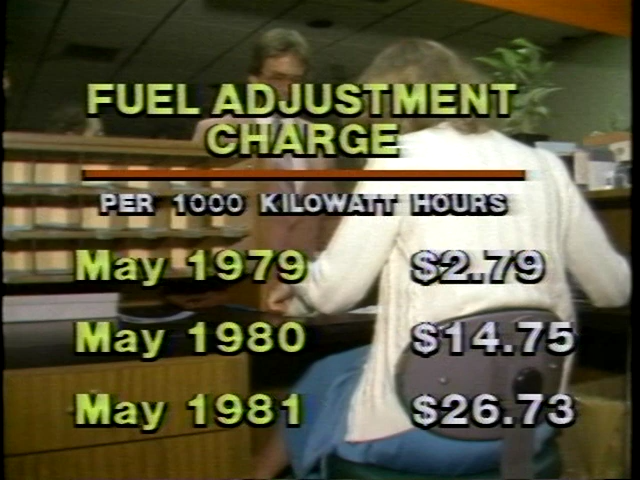 FUEL ADJUSTMENT
CHARGE
PER 1000 KILOWATT HOURS
May 1979 $2.79
May 1980 $14.75
May 1981 $26.73